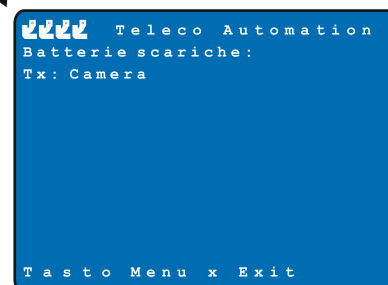 Teleco Automation
Batterie scariche:
Tx: Camera
Tasto Menu x Exit